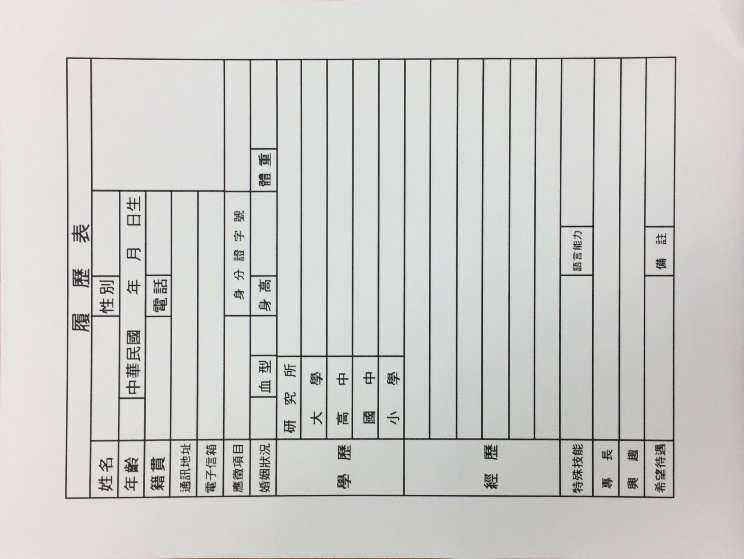 履歷表
姓名 性別
年齡 中華民國 年 月 日生
籍貫 電話
通訊地址
電子信箱
應徵項目 身分證字號
婚姻狀況 血型 身高 體重
學歷 研究所
大學
高中
國中
小學
經歷
特殊技能 語言能力
專長
興趣
希望待遇 備註